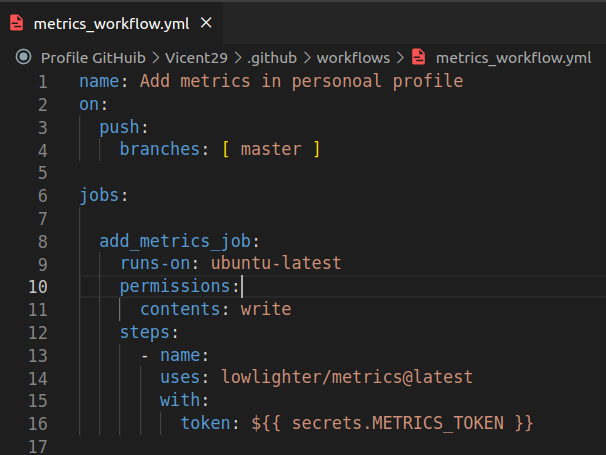 metrics_workflow.yml ×
Profile GitHuib > Vicent29 > .github > workflows > metrics_workflow.yml
1 name: Add metrics in personoal profile
2 on:
3 push:
4 branches: [ master ]
5
6 jobs:
7
8 add_metrics_job:
9 runs-on: ubuntu-latest
10 permissions:
11 contents: write
12 steps:
13 - name:
14 uses: lowlighter/metrics@latest
15 with:
16 token: ${{ secrets.METRICS_TOKEN }}
17